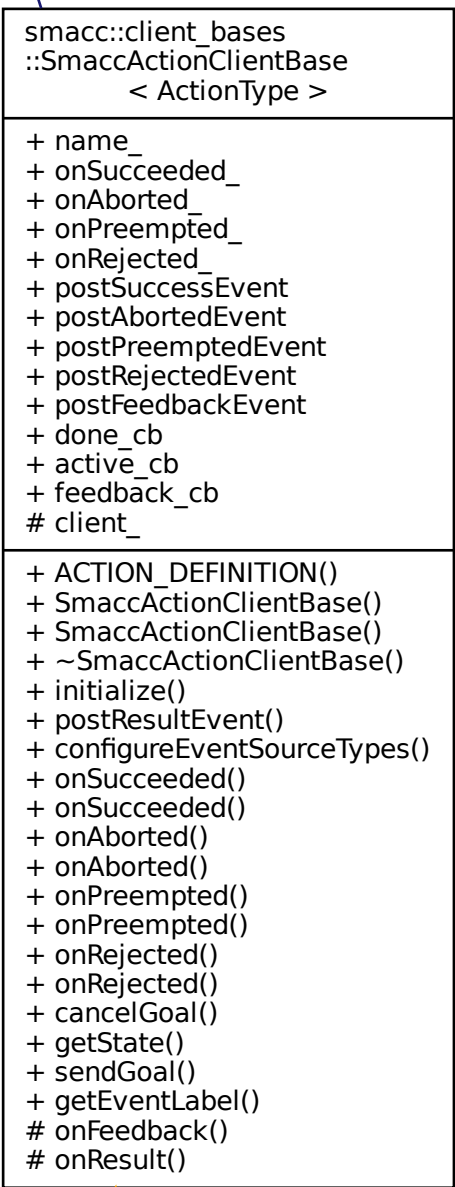 smacc::client_bases
::SmaccActionClientBase
< ActionType >
+ name_
+ onSucceeded_
+ onAborted_
+ onPreempted_
+ onRejected_
+ postSuccessEvent
+ postAbortedEvent
+ postPreemptedEvent
+ postRejectedEvent
+ postFeedbackEvent
+ done_cb
+ active_cb
+ feedback_cb
# client_
+ ACTION_DEFINITION()
+ SmaccActionClientBase()
+ SmaccActionClientBase()
+ ~SmaccActionClientBase()
+ initialize()
+ postResultEvent()
+ configureEventSourceTypes()
+ onSucceeded()
+ onSucceeded()
+ onAborted()
+ onAborted()
+ onPreempted()
+ onPreempted()
+ onRejected()
+ onRejected()
+ cancelGoal()
+ getState()
+ sendGoal()
+ getEventLabel()
# onFeedback()
# onResult()